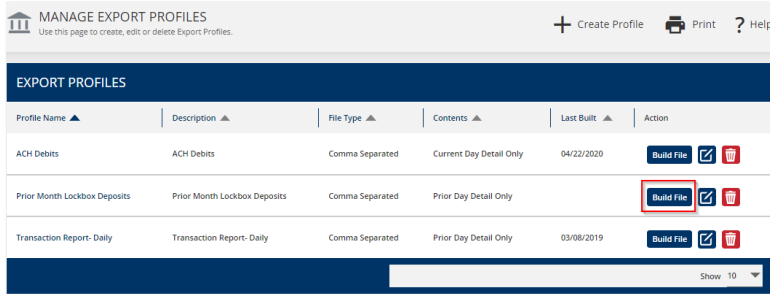 MANAGE EXPORT PROFILES
Use this page to create, edit or delete Export Profiles.
Create Profile
Print
? Help
EXPORT PROFILES
Profile Name Description File Type Contents Last Built Action
ACH Debits ACH Debits Comma Separated Current Day Detail Only 04/22/2020 Build File
Prior Month Lockbox Deposits Prior Month Lockbox Deposits Comma Separated Prior Day Detail Only Build File
Transaction Report- Daily Transaction Report- Daily Comma Separated Prior Day Detail Only 03/08/2019 Build File
Show 10